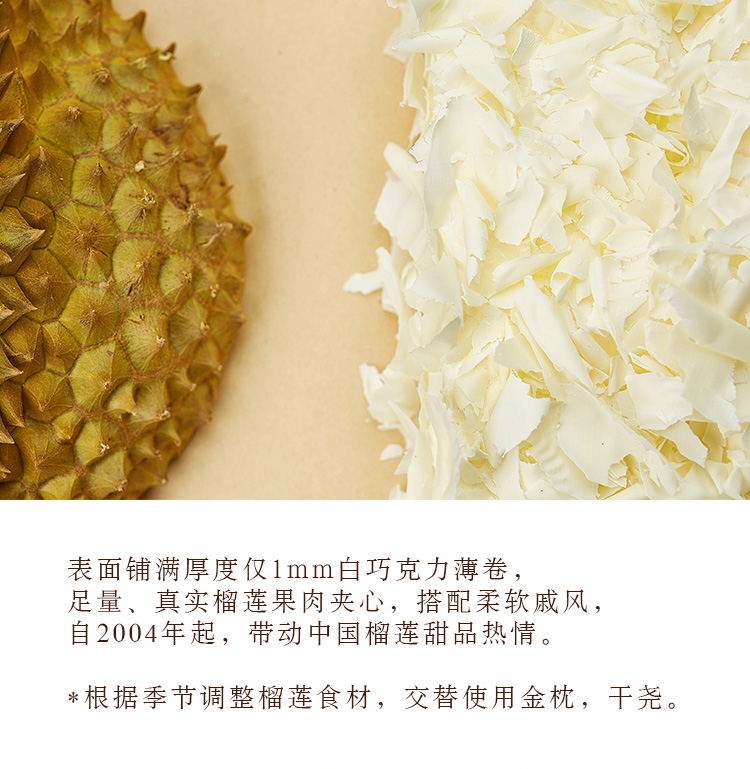 表面铺满厚度仅1mm白巧克力薄卷，
足量、真实榴莲果肉夹心，搭配柔软戚风，
自2004年起，带动中国榴莲甜品热情。
*根据季节调整榴莲食材，文替使用金枕，干尧。